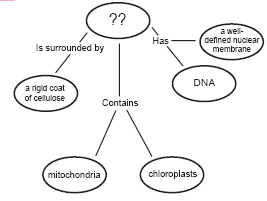 ??
Is surrounded by
Has
a well-
defined nuclear
membrane
a rigid coat
of cellulose
DNA
Contains
mitochondria
chloroplasts